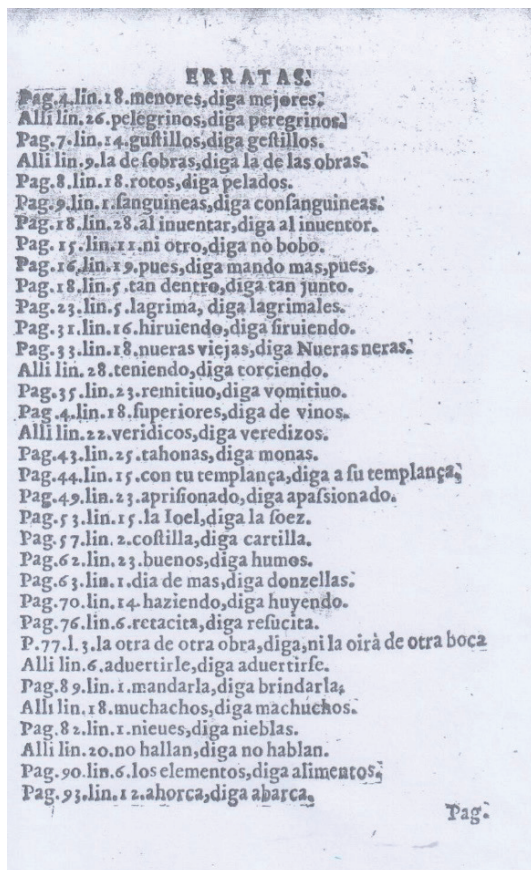 ERRATAS.
Pag.4.lin.18.menores,diga mejores.
Alli lin.26.pelegrinos,diga peregrinos.
Pag.7.lin.14.guſtillos,diga geſtillos.
Alli lin.9.la de ſobras,diga la de las obras.
Pag.8.lin.18.rotos,diga pelados.
Pag.9.lin.1.ſanguineas,diga conſanguineas.
Pag.18.lin.28.al inuentar,diga al inuentor.
Pag. 15.lin.11.ni otro,diga no bobo.
Pag.16.lin.19.pues,diga mando mas,pues,
Pag.18.lin.5.tan dentro,diga tan junto.
Pag.23.lin.5.lagrima, diga lagrimales.
Pag.31.lin.16.hiruiendo,diga ſiruiendo.
Pag.33.lin.18.nueras viejas,diga Nueras neras.
Alli lin.28.teniendo,diga torciendo.
Pag.35.lin.23.remitiuo,diga vomitiuo.
Pag.4.lin.18.ſuperiores,diga de vinos.
Alli lin.22.veridicos,diga veredizos.
Pag.43.lin.25.tahonas,diga monas.
Pag.44.lin.15.con tu templança,diga a ſu templança.
Pag.49.lin.23.apriſionado,diga apaſsionado.
Pag.53.lin.15.la Ioel,diga la ſoez.
Pag.57.lin.2.coſtilla,diga cartilla.
Pag.62.lin.23.buenos,diga humos.
Pag.63.lin.1.dia de mas,diga donzellas.
Pag.70.lin.14.haziendo,diga huyendo.
Pag.76.lin.6.retacita,diga reſucita.
P.77.l.3.la otra de otra obra,diga,ni la oirà de otra boca
Alli lin.6.aduertirle,diga aduertirſe.
Pag.89.lin.1.mandarla,diga brindarla.
Alli lin.18.muchachos,diga machuchos.
Pag.82.lin.1.nieues,diga nieblas.
Alli lin.20.no hallan,diga no hablan.
Pag.90.lin.6.los elementos,diga alimentos.
Pag.93.lin.12.ahorca,diga abarca.
Pag.